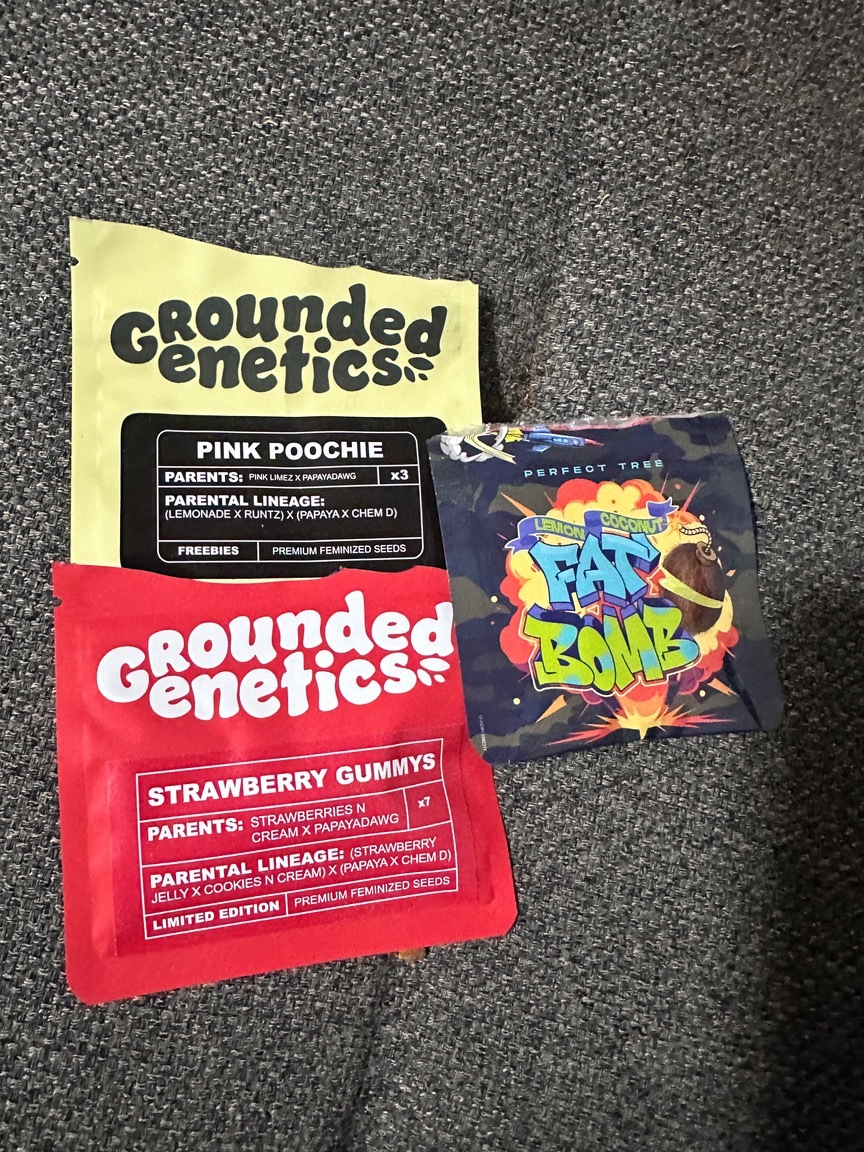 Grounded
Genetics
PINK POOCHIE
PARENTS: PINK LIMEZ X PAPAYADAWG x3
PARENTAL LINEAGE:
(LEMONADE X RUNTZ) X (PAPAYA X CHEM D)
FREEBIES PREMIUM FEMINIZED SEEDS
PERFECT TREE
LEMON COCONUT
FAT
BOMB
Grounded
Genetics
STRAWBERRY GUMMYS
PARENTS: STRAWBERRIES N
CREAM X PAPAYADAWG x7
PARENTAL LINEAGE: (STRAWBERRY
JELLY X COOKIES N CREAM) X (PAPAYA X CHEM D)
LIMITED EDITION PREMIUM FEMINIZED SEEDS